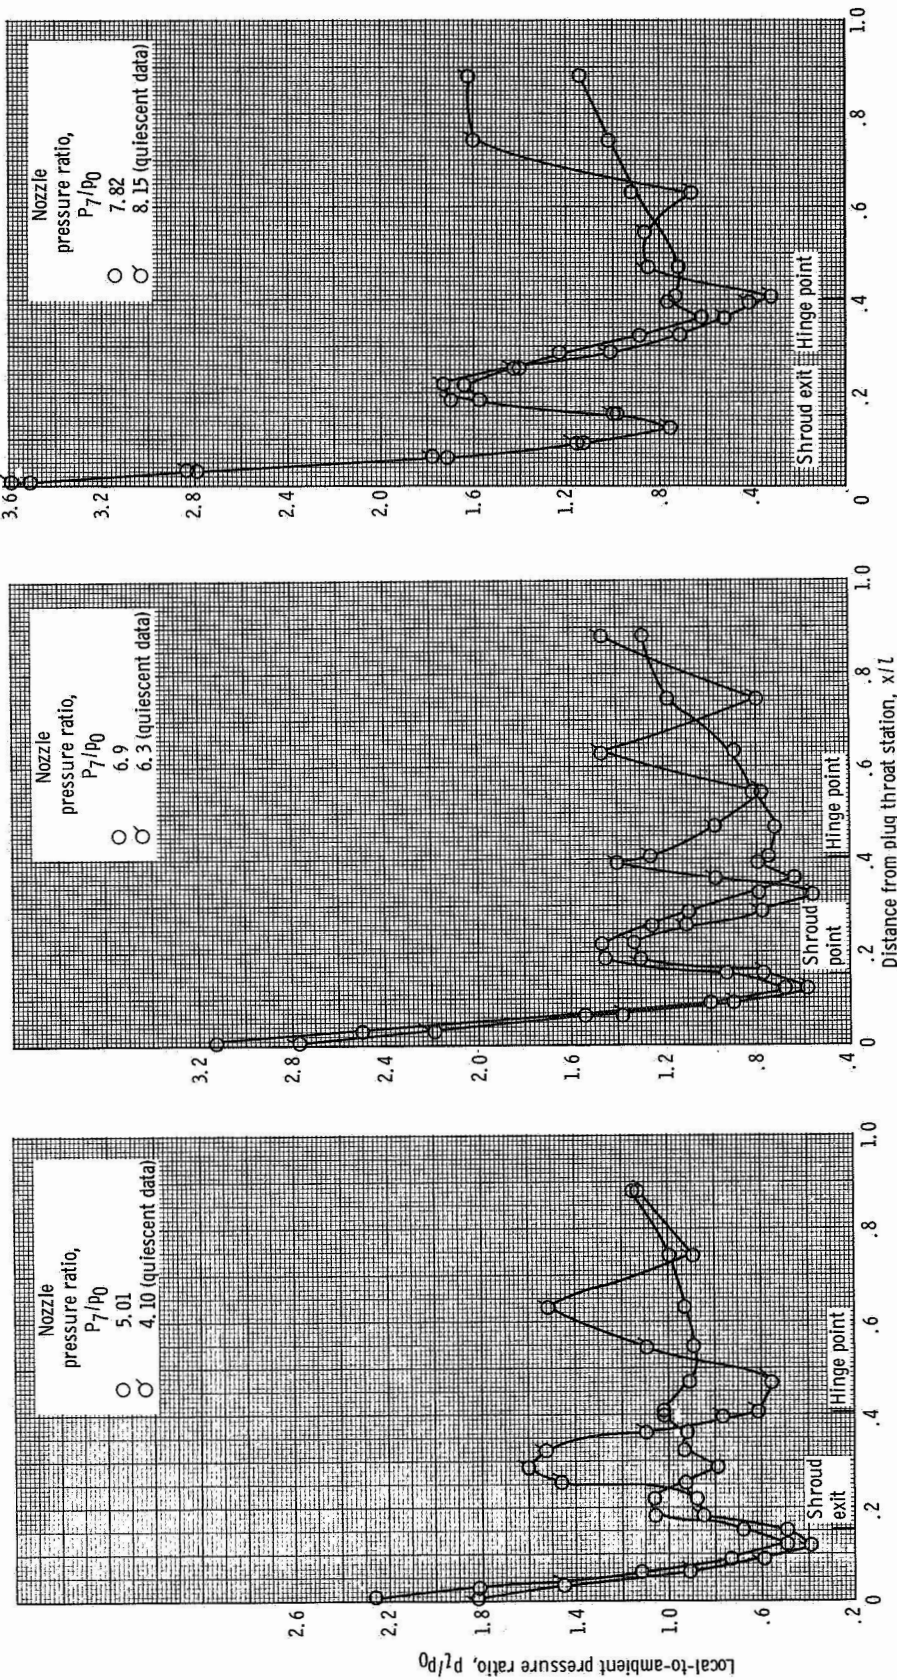 Nozzle
pressure ratio,
P7/p0
5.01
4.10 (quiescent data)
2.6
2.2
1.8
1.4
1.0
.6
.2
Shroud
exit
Hinge point
0
.2
.4
.6
.8
1.0
Local-to-ambient pressure ratio, pl/p0
Nozzle
pressure ratio,
P7/p0
6.9
6.3 (quiescent data)
3.2
2.8
2.4
2.0
1.6
1.2
.8
.4
Shroud
point
Hinge point
0
.2
.4
.6
.8
1.0
Distance from plug throat station, x/l
Nozzle
pressure ratio,
P7/p0
7.82
8.15 (quiescent data)
3.6
3.2
2.8
2.4
2.0
1.6
1.2
.8
.4
0
Shroud exit
Hinge point
0
.2
.4
.6
.8
1.0